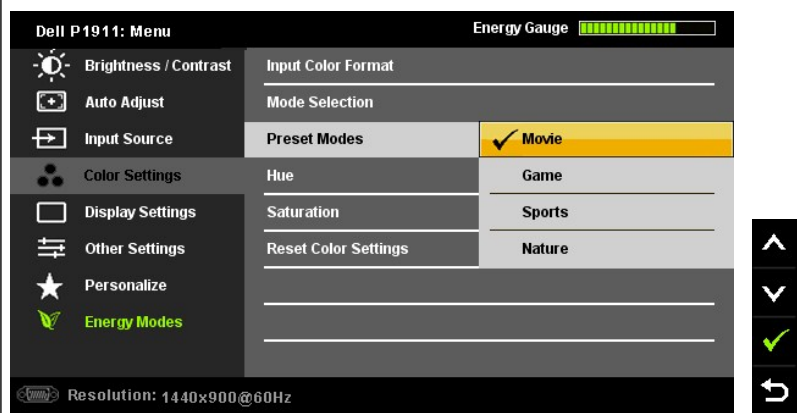 Dell P1911: Menu Energy Gauge
Brightness / Contrast Input Color Format
Auto Adjust Mode Selection
Input Source Preset Modes Movie
Color Settings Hue Game
Display Settings Saturation Sports
Other Settings Reset Color Settings Nature
Personalize
Energy Modes
Resolution: 1440x900@60Hz